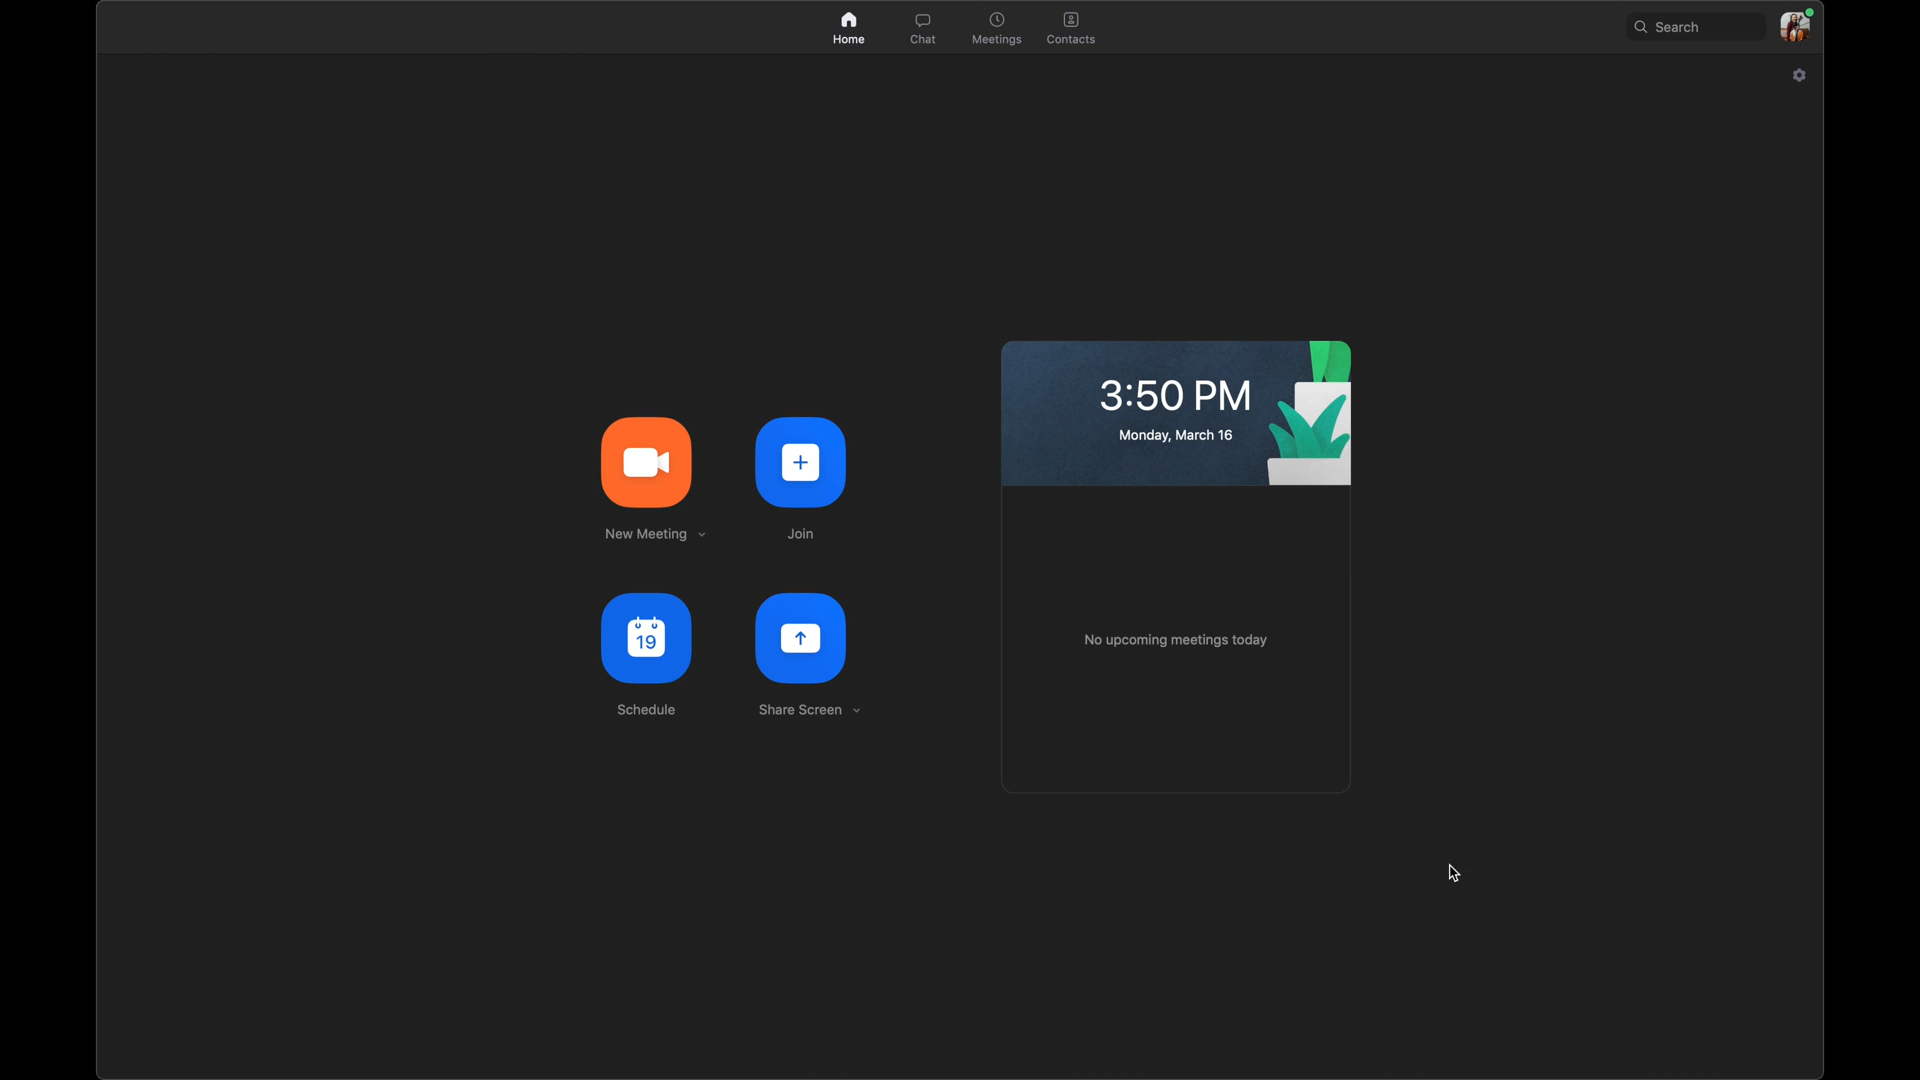 Home
Chat
Meetings
Contacts
Search
3:50 PM
Monday, March 16
New Meeting
Join
19
Schedule
Share Screen
No upcoming meetings today